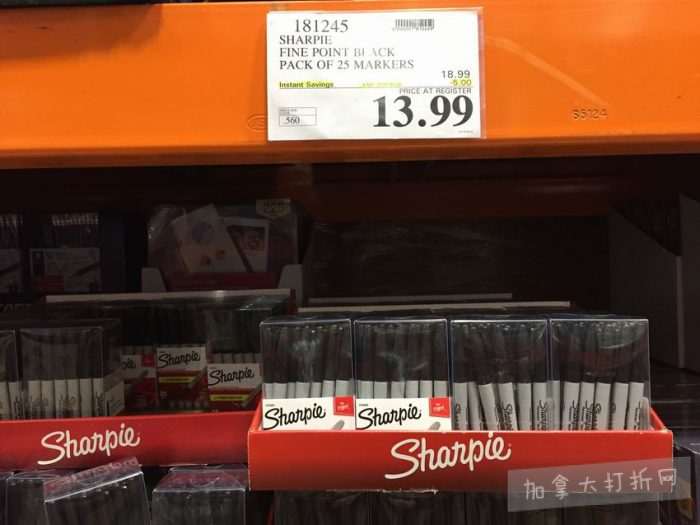 181245
SHARPIE
FINE POINT BLACK
PACK OF 25 MARKERS
18.99
Instant Savings
-5.00
PRICE AT REGISTER
.560
13.99
S5124
Sharpie
Sharpie
Sharpie
Sharpie
Sharpie
Sharpie
加拿大打折网